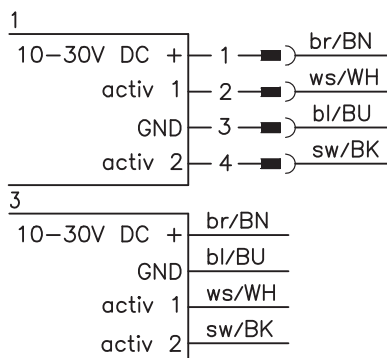 1
10-30V DC + 1 br/BN
activ 1 2 ws/WH
GND 3 bl/BU
activ 2 4 sw/BK
3
10-30V DC + br/BN
GND bl/BU
activ 1 ws/WH
activ 2 sw/BK